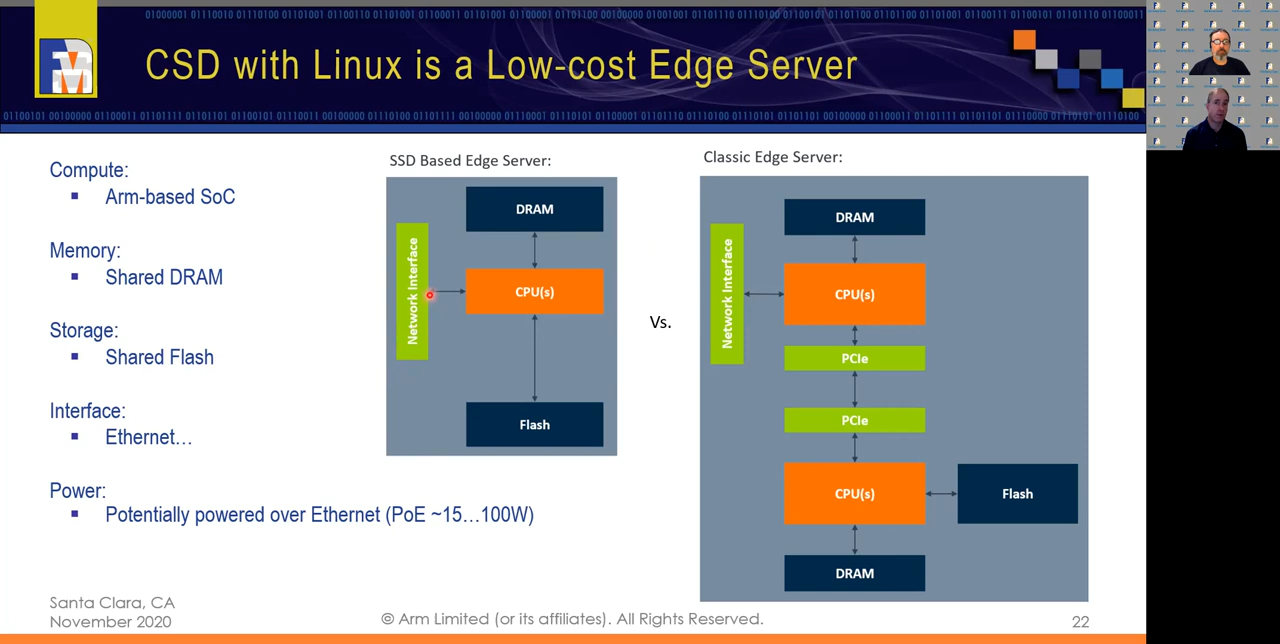 CSD with Linux is a Low-cost Edge Server
Compute:
Arm-based SoC
Memory:
Shared DRAM
Storage:
Shared Flash
Interface:
Ethernet…
Power:
Potentially powered over Ethernet (PoE ~15…100W)
SSD Based Edge Server:
DRAM
Network Interface
CPU(s)
Flash
Vs.
Classic Edge Server:
DRAM
Network Interface
CPU(s)
PCIe
PCIe
CPU(s)
Flash
DRAM
Santa Clara, CA
November 2020
© Arm Limited (or its affiliates). All Rights Reserved.
22